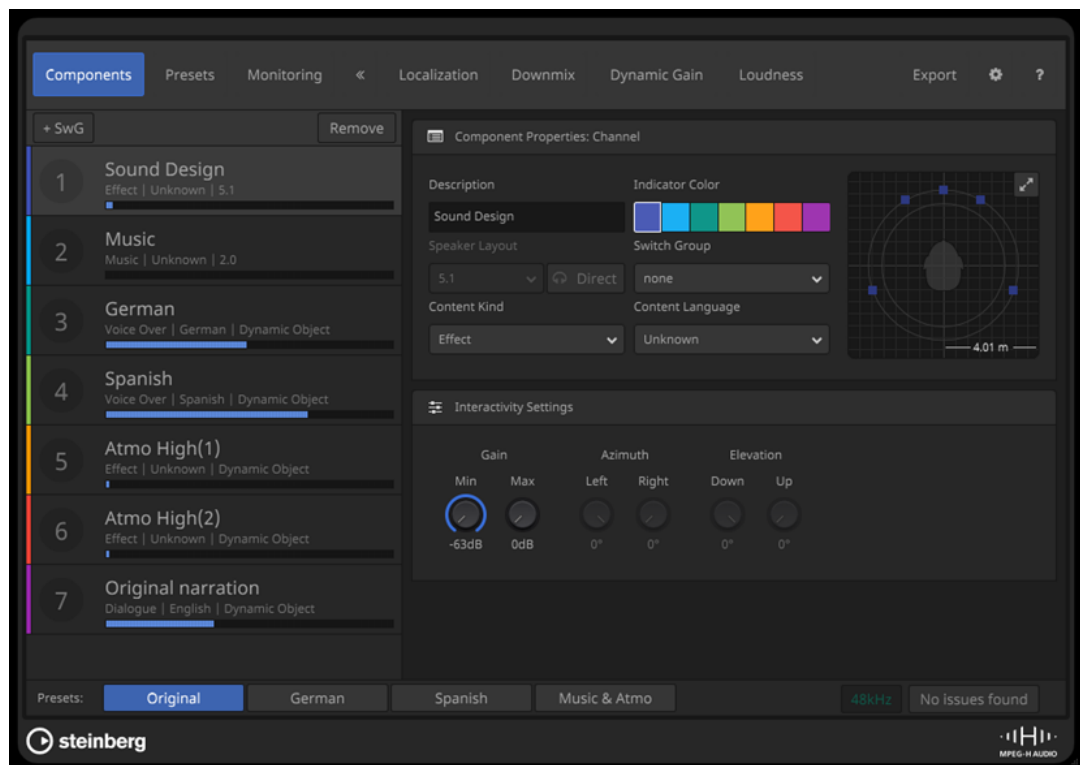 Components Presets Monitoring « Localization Downmix Dynamic Gain Loudness Export ?
+ SwG Remove
1 Sound Design
Effect | Unknown | 5.1
2 Music
Music | Unknown | 2.0
3 German
Voice Over | German | Dynamic Object
4 Spanish
Voice Over | Spanish | Dynamic Object
5 Atmo High(1)
Effect | Unknown | Dynamic Object
6 Atmo High(2)
Effect | Unknown | Dynamic Object
7 Original narration
Dialogue | English | Dynamic Object
Component Properties: Channel
Description Indicator Color
Sound Design
Speaker Layout Switch Group
5.1 Direct none
Content Kind Content Language
Effect Unknown
4.01 m
Interactivity Settings
Gain Azimuth Elevation
Min Max Left Right Down Up
-63dB 0dB 0° 0° 0° 0°
Presets: Original German Spanish Music & Atmo 48kHz No issues found
steinberg
MPEG-H AUDIO